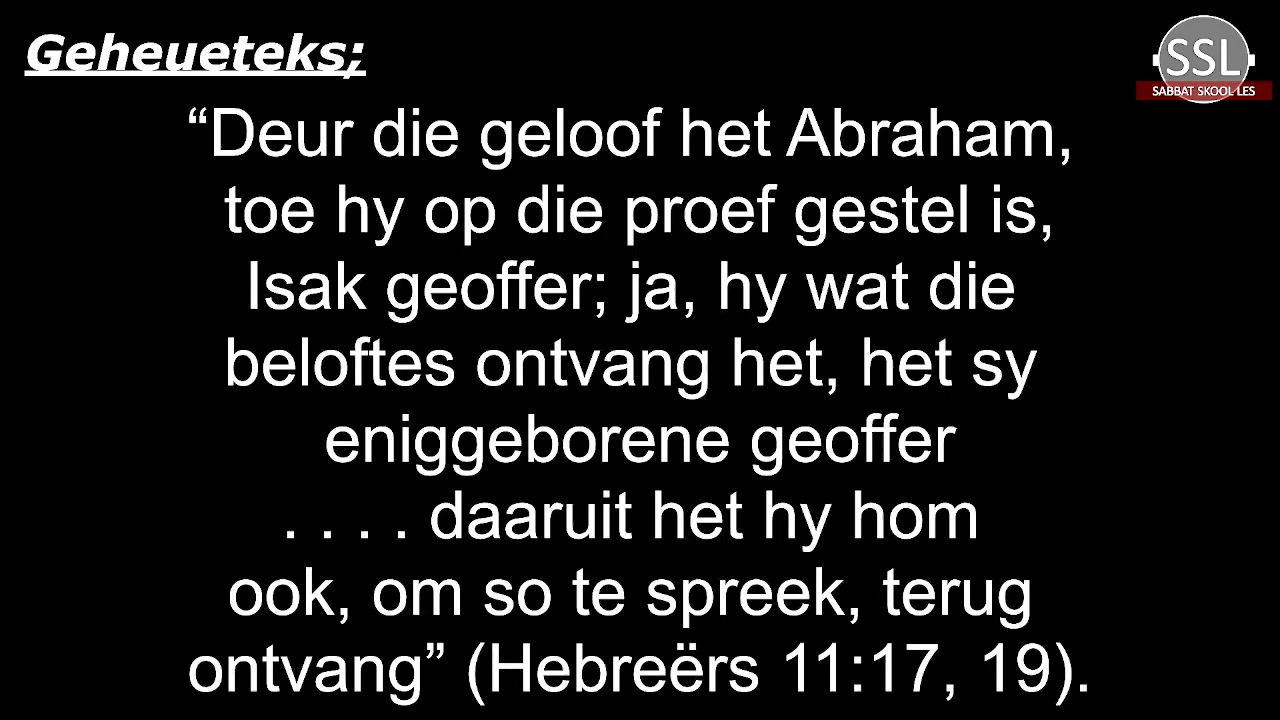 Geheueteks;
SSL
SABBAT SKOOL LES
“Deur die geloof het Abraham,
toe hy op die proef gestel is,
Isak geoffer; ja, hy wat die
beloftes ontvang het, het sy
eniggeborene geoffer
. . . . daaruit het hy hom
ook, om so te spreek, terug
ontvang” (Hebreërs 11:17, 19).